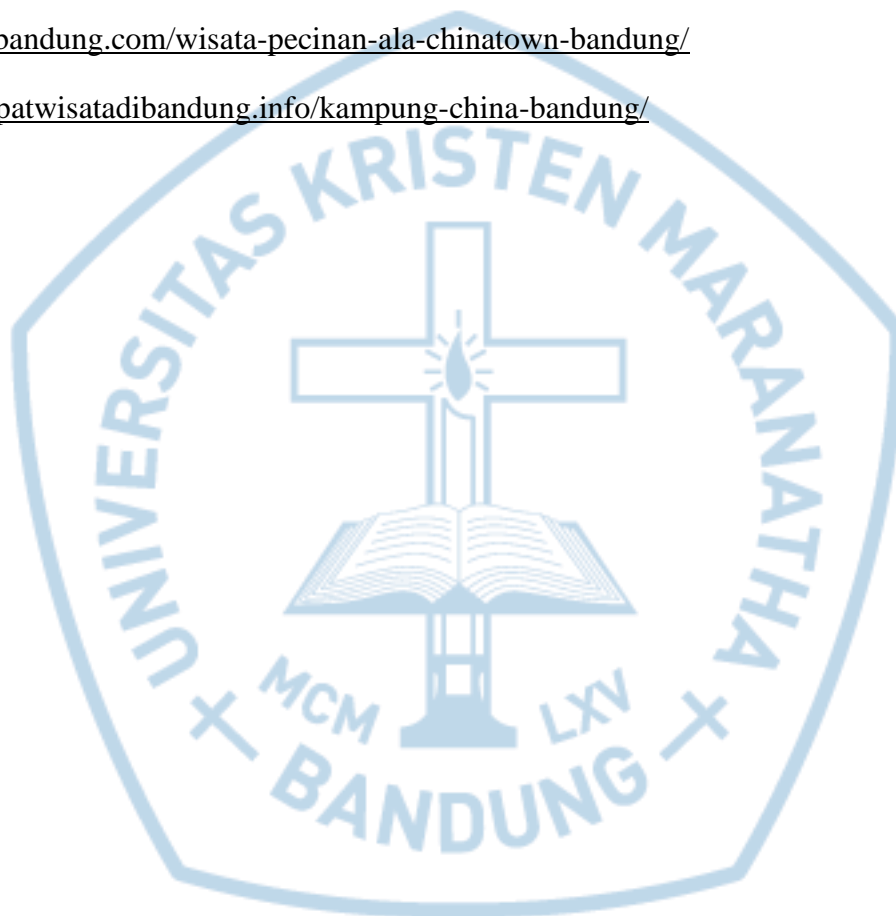 bandung.com/wisata-pecinan-ala-chinatown-bandung/
patwisatadibandung.info/kampung-china-bandung/
UNIVERSITAS KRISTEN MARANATHA
MCM LXV
BANDUNG